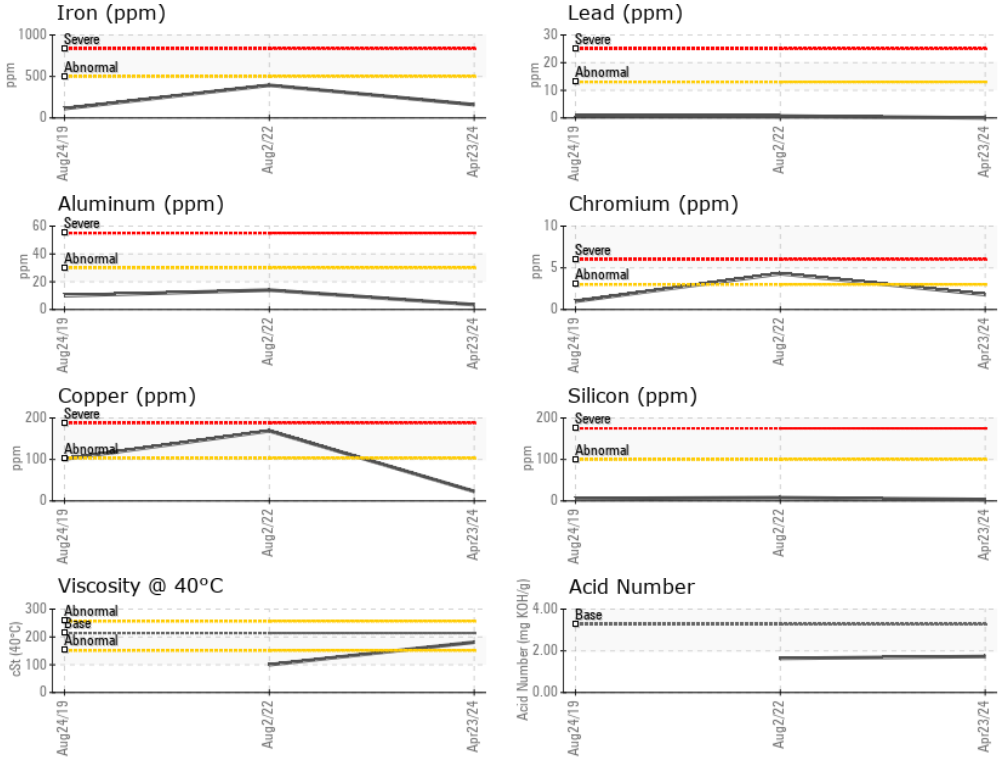 Iron (ppm)
1000
500
0
ppm
Severe
Abnormal
Aug24/19
Aug2/22
Apr23/24
Lead (ppm)
30
20
10
0
ppm
Severe
Abnormal
Aug24/19
Aug2/22
Apr23/24
Aluminum (ppm)
60
40
20
0
ppm
Severe
Abnormal
Aug24/19
Aug2/22
Apr23/24
Chromium (ppm)
10
5
0
ppm
Severe
Abnormal
Aug24/19
Aug2/22
Apr23/24
Copper (ppm)
200
100
0
ppm
Severe
Abnormal
Aug24/19
Aug2/22
Apr23/24
Silicon (ppm)
200
100
0
ppm
Severe
Abnormal
Aug24/19
Aug2/22
Apr23/24
Viscosity @ 40°C
300
200
100
0
cSt (40°C)
Abnormal
Base
Abnormal
Aug24/19
Aug2/22
Apr23/24
Acid Number
4.00
2.00
0.00
Acid Number (mg KOH/g)
Base
Aug24/19
Aug2/22
Apr23/24